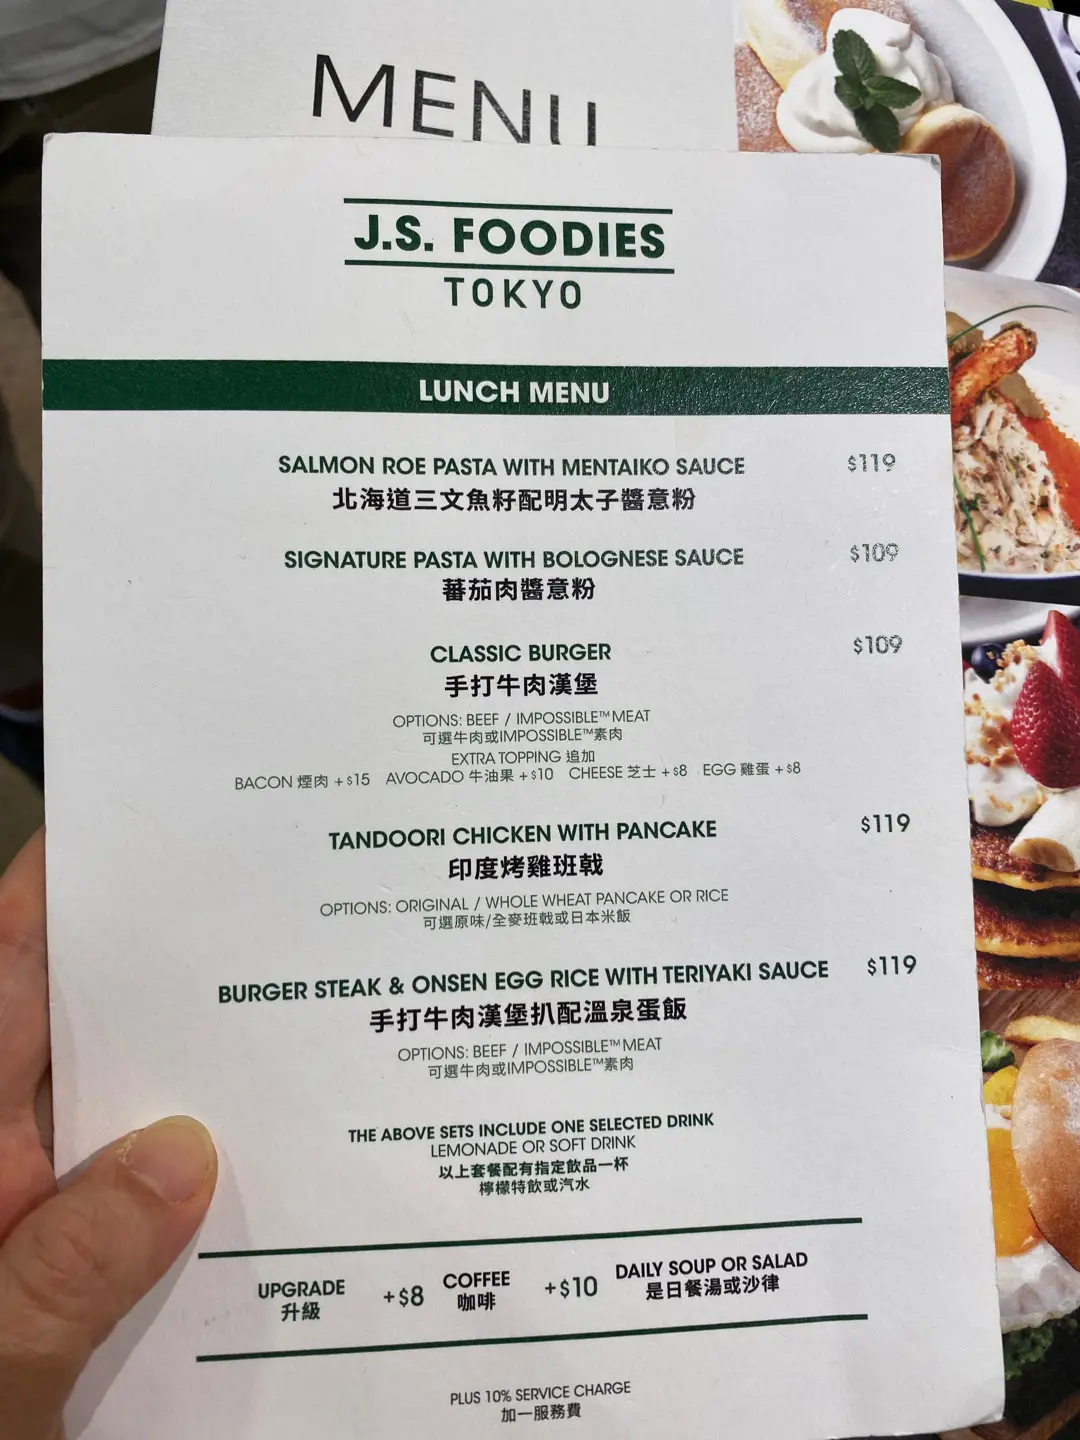 MENU
J.S. FOODIES
TOKYO
LUNCH MENU
SALMON ROE PASTA WITH MENTAIKO SAUCE $119
北海道三文魚籽配明太子醬意粉
SIGNATURE PASTA WITH BOLOGNESE SAUCE $109
蕃茄肉醬意粉
CLASSIC BURGER $109
手打牛肉漢堡
OPTIONS: BEEF / IMPOSSIBLE™ MEAT
可選牛肉或IMPOSSIBLE™素肉
EXTRA TOPPING 追加
BACON 煙肉 +$15 AVOCADO 牛油果 +$10 CHEESE 芝士 +$8 EGG 雞蛋 +$8
TANDOORI CHICKEN WITH PANCAKE $119
印度烤雞班戟
OPTIONS: ORIGINAL / WHOLE WHEAT PANCAKE OR RICE
可選原味/全麥班戟或日本米飯
BURGER STEAK & ONSEN EGG RICE WITH TERIYAKI SAUCE $119
手打牛肉漢堡扒配溫泉蛋飯
OPTIONS: BEEF / IMPOSSIBLE™ MEAT
可選牛肉或IMPOSSIBLE™素肉
THE ABOVE SETS INCLUDE ONE SELECTED DRINK
LEMONADE OR SOFT DRINK
以上套餐配有指定飲品一杯
檸檬特飲或汽水
UPGRADE +$8 COFFEE +$10 DAILY SOUP OR SALAD
升級 咖啡 是日餐湯或沙律
PLUS 10% SERVICE CHARGE
加一服務費